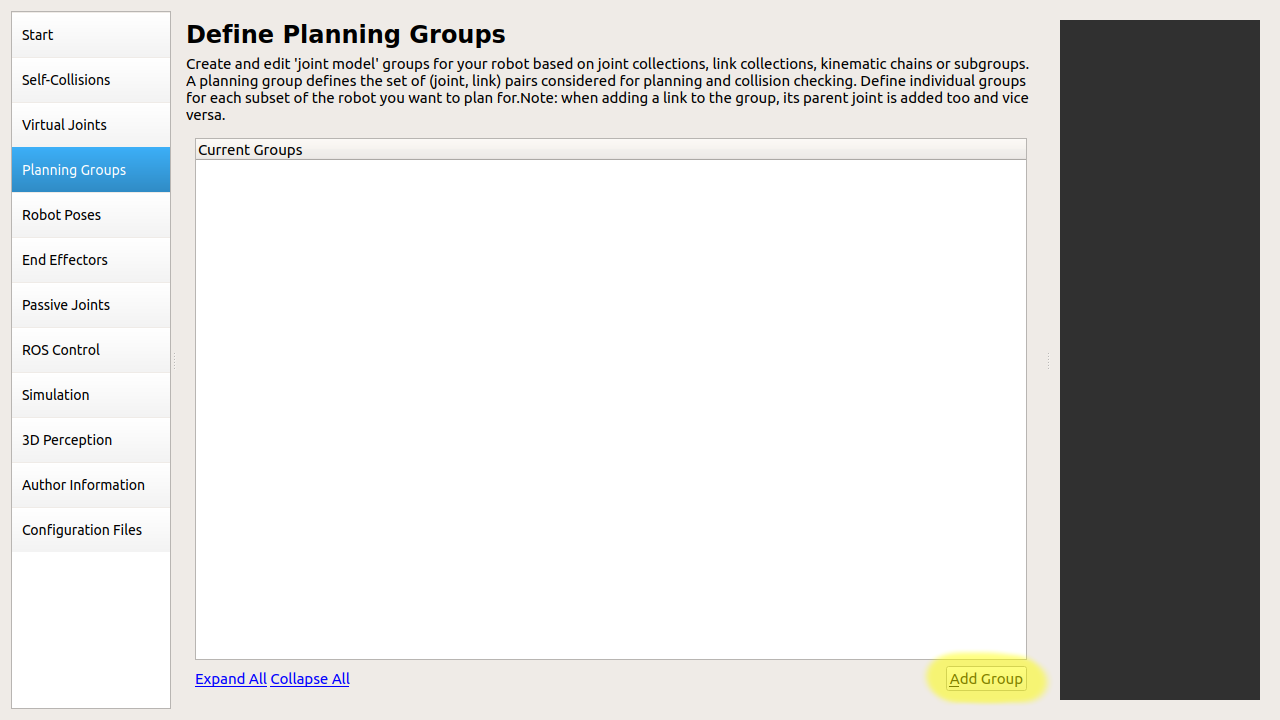 Start
Self-Collisions
Virtual Joints
Planning Groups
Robot Poses
End Effectors
Passive Joints
ROS Control
Simulation
3D Perception
Author Information
Configuration Files
Define Planning Groups
Create and edit 'joint model' groups for your robot based on joint collections, link collections, kinematic chains or subgroups.
A planning group defines the set of (joint, link) pairs considered for planning and collision checking. Define individual groups
for each subset of the robot you want to plan for.Note: when adding a link to the group, its parent joint is added too and vice
versa.
Current Groups
Expand All Collapse All
Add Group